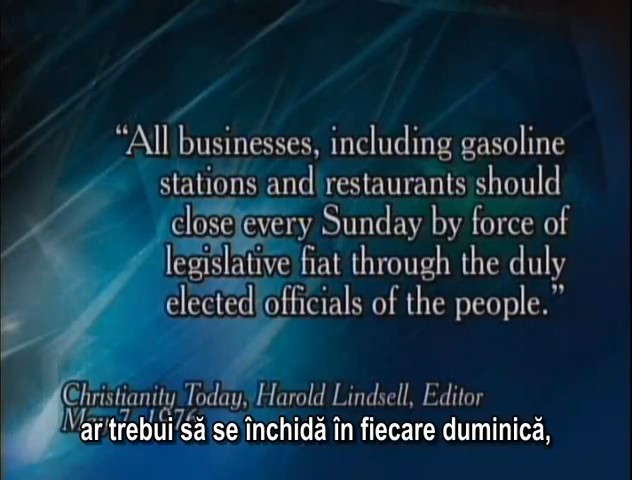 “All businesses, including gasoline
stations and restaurants should
close every Sunday by force of
legislative fiat through the duly
elected officials of the people.”
Christianity Today, Harold Lindsell, Editor
May 7, 1976
ar trebui să se închidă în fiecare duminică,